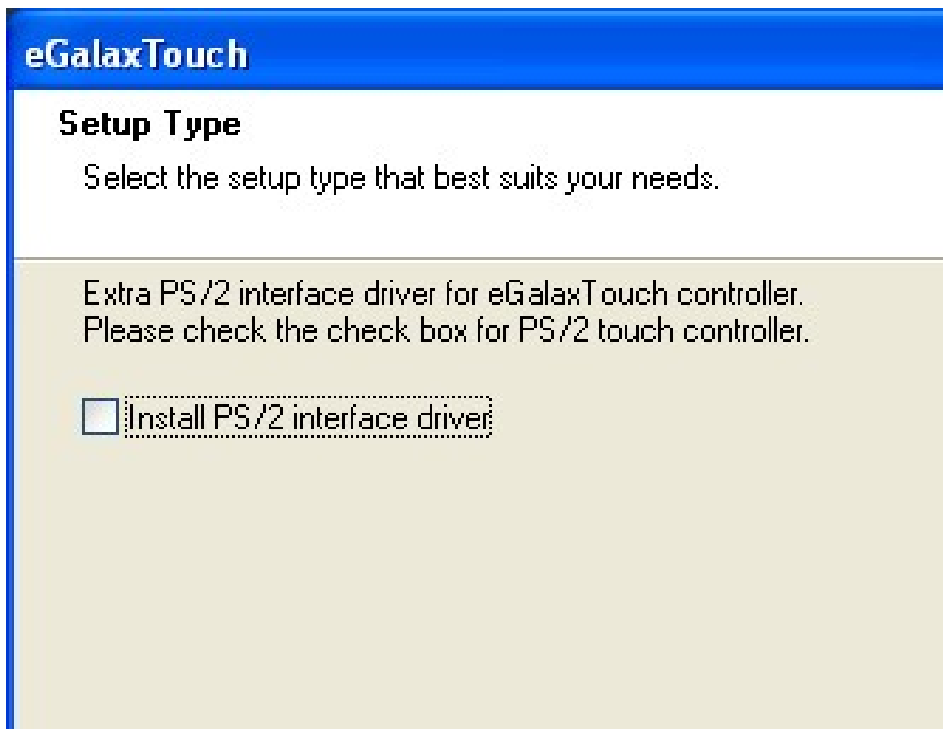 eGalaxTouch
Setup Type
Select the setup type that best suits your needs.
Extra PS/2 interface driver for eGalaxTouch controller.
Please check the check box for PS/2 touch controller.
Install PS/2 interface driver